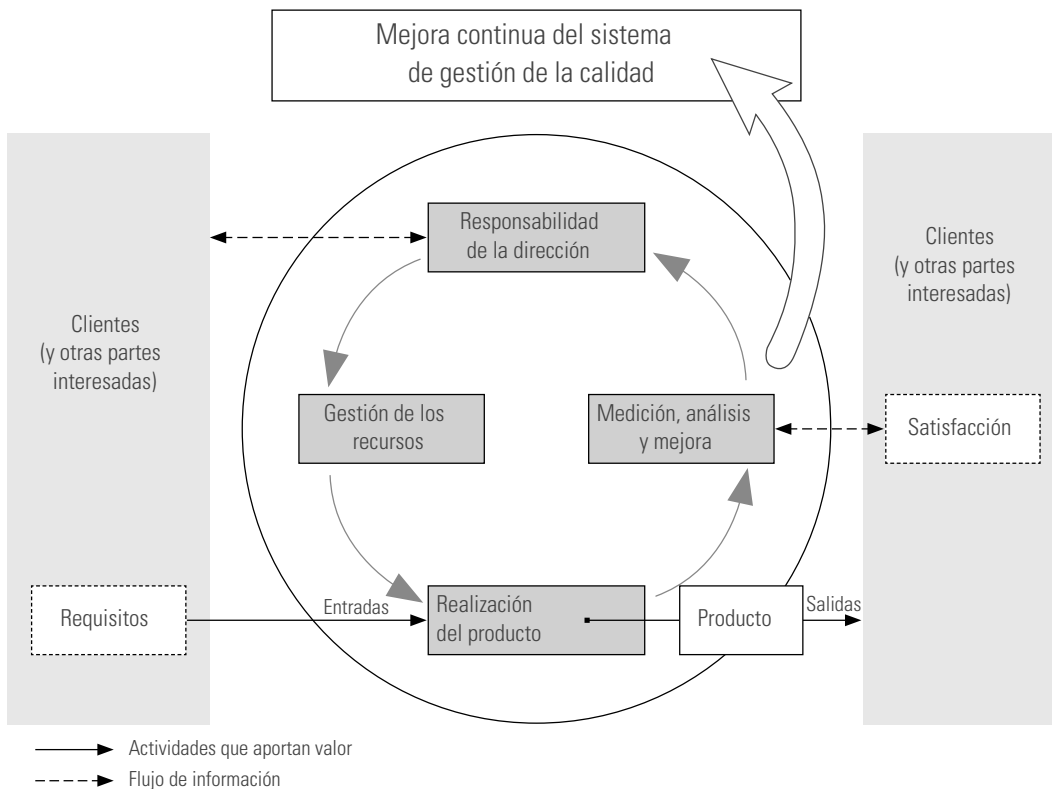 Mejora continua del sistema
de gestión de la calidad
Responsabilidad
de la dirección
Clientes
(y otras partes
interesadas)
Clientes
(y otras partes
interesadas)
Gestión de los
recursos
Medición, análisis
y mejora
Satisfacción
Requisitos
Entradas
Realización
del producto
Producto
Salidas
Actividades que aportan valor
Flujo de información